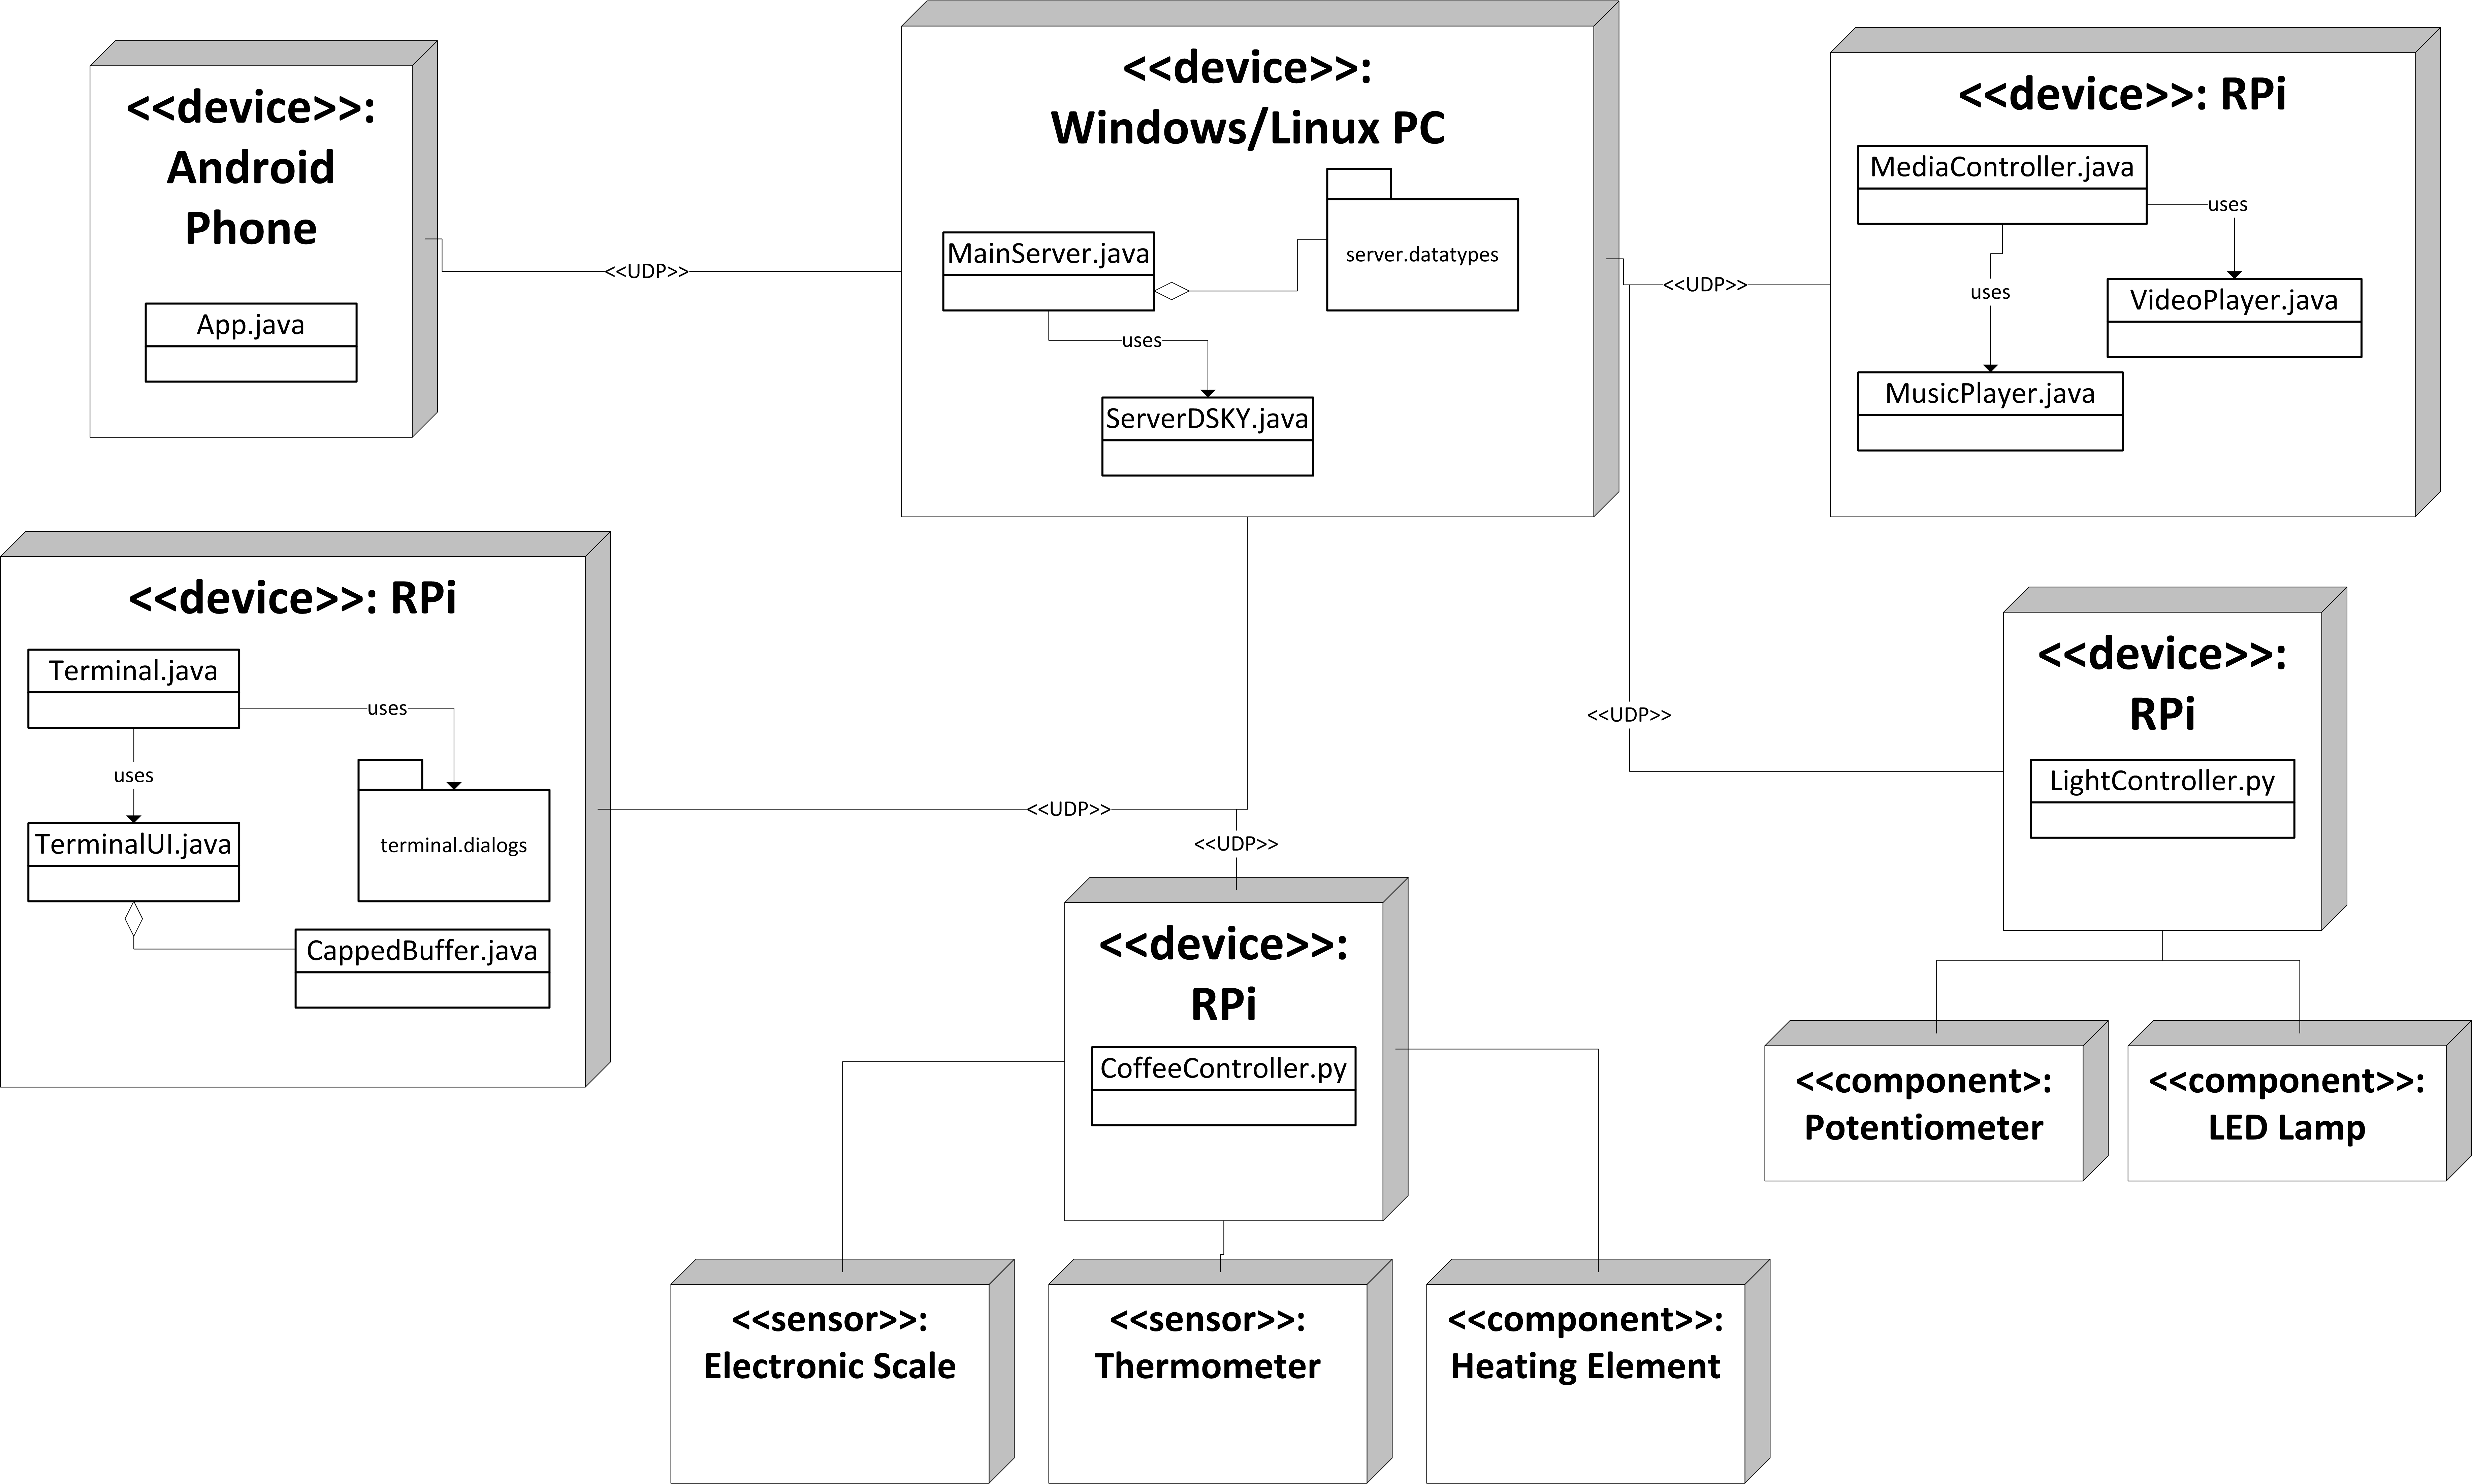 <<device>>:
Android
Phone
App.java
<<UDP>>
<<device>>:
Windows/Linux PC
MainServer.java
server.datatypes
uses
ServerDSKY.java
<<UDP>>
<<device>>: RPi
MediaController.java
uses
uses
VideoPlayer.java
MusicPlayer.java
<<device>>: RPi
Terminal.java
uses
uses
TerminalUI.java
terminal.dialogs
CappedBuffer.java
<<UDP>>
<<UDP>>
<<UDP>>
<<device>>:
RPi
LightController.py
<<device>>:
RPi
CoffeeController.py
<<component>:
Potentiometer
<<component>>:
LED Lamp
<<sensor>>:
Electronic Scale
<<sensor>>:
Thermometer
<<component>>:
Heating Element